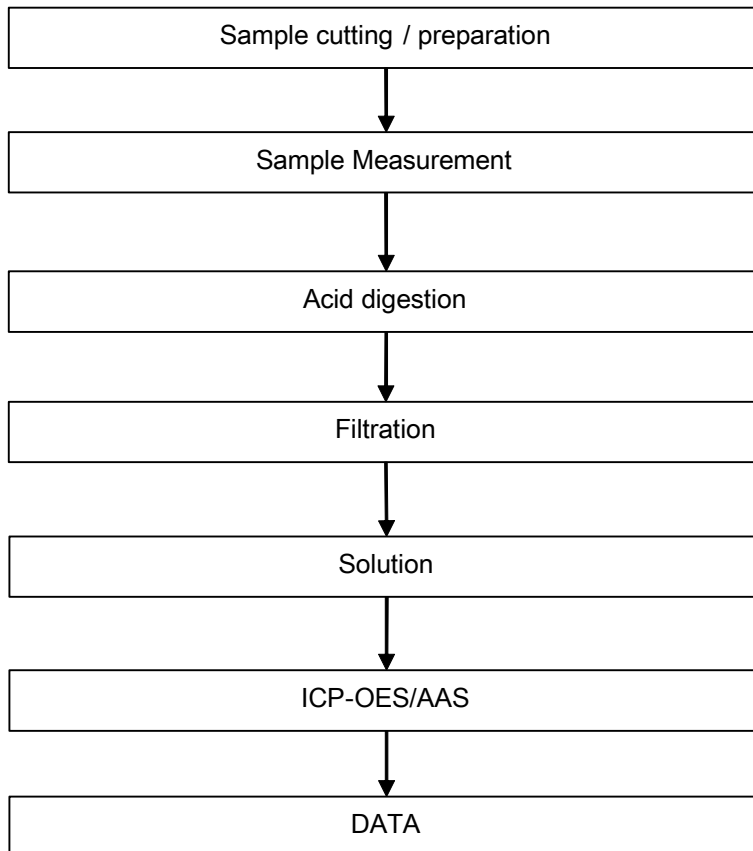 Sample cutting / preparation
Sample Measurement
Acid digestion
Filtration
Solution
ICP-OES/AAS
DATA